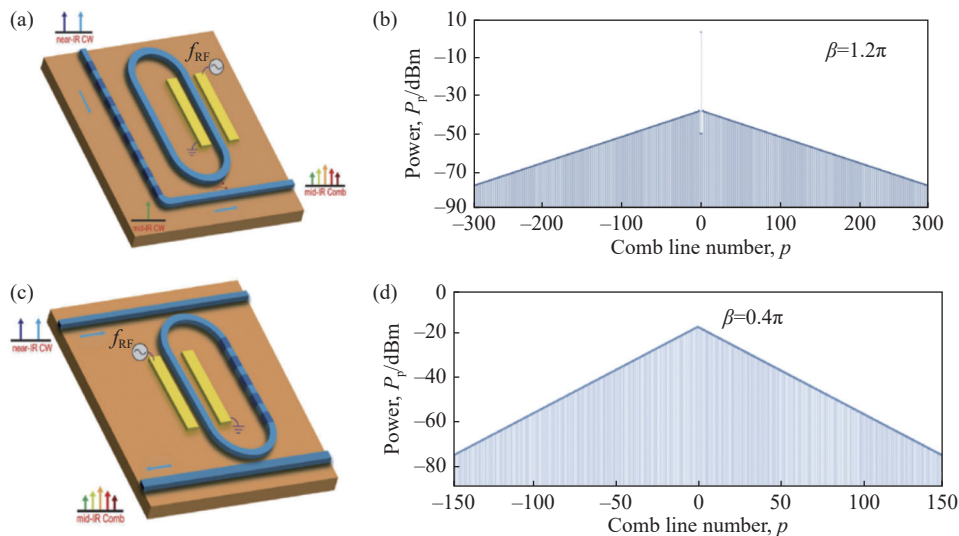 (a)
near-IR CW
f_RF
mid-IR CW
mid-IR Comb
(b)
Power, P_p/dBm
10
−10
−30
−50
−70
−90
β=1.2π
−300
−200
−100
0
100
200
300
Comb line number, p
(c)
near-IR CW
f_RF
mid-IR Comb
(d)
Power, P_p/dBm
0
−20
−40
−60
−80
β=0.4π
−150
−100
−50
0
50
100
150
Comb line number, p